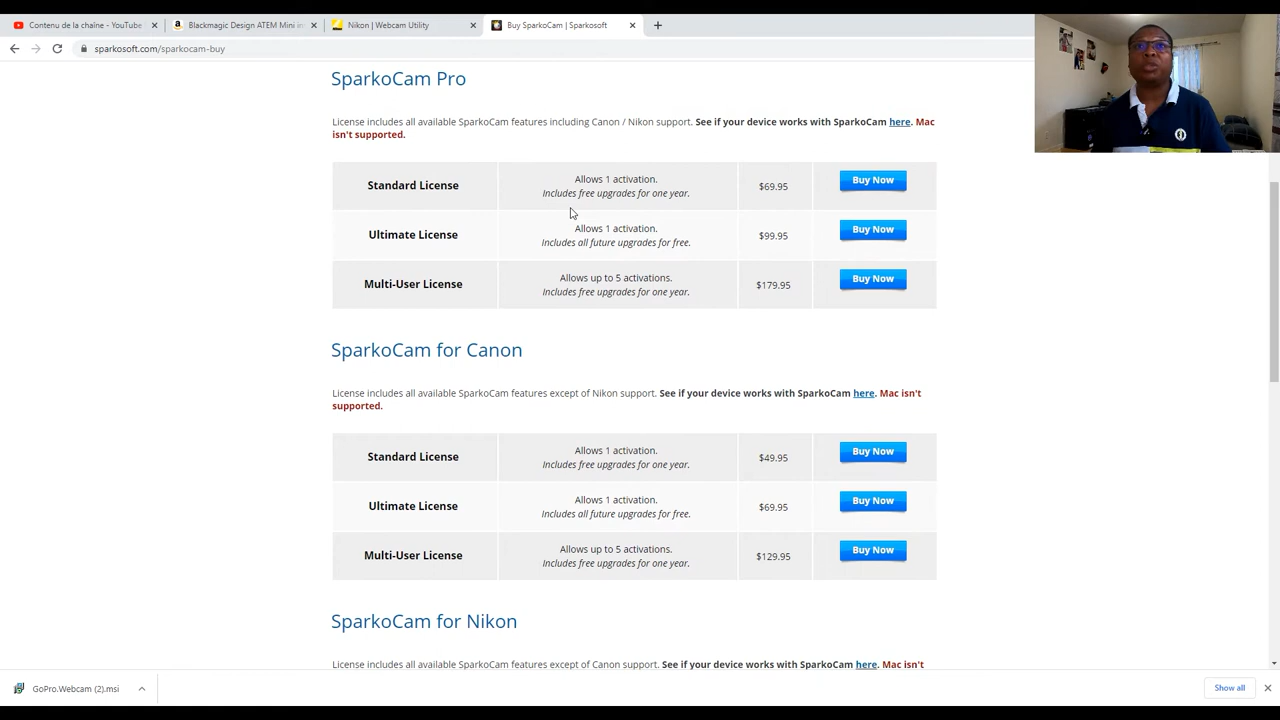 Contenu de la chaîne - YouTube
Blackmagic Design ATEM Mini in
Nikon | Webcam Utility
Buy SparkoCam | Sparkosoft
sparkosoft.com/sparkocam-buy
SparkoCam Pro
License includes all available SparkoCam features including Canon / Nikon support. See if your device works with SparkoCam here. Mac
isn't supported.
Standard License
Allows 1 activation.
Includes free upgrades for one year.
$69.95
Buy Now
Ultimate License
Allows 1 activation.
Includes all future upgrades for free.
$99.95
Buy Now
Multi-User License
Allows up to 5 activations.
Includes free upgrades for one year.
$179.95
Buy Now
SparkoCam for Canon
License includes all available SparkoCam features except of Nikon support. See if your device works with SparkoCam here. Mac isn't
supported.
Standard License
Allows 1 activation.
Includes free upgrades for one year.
$49.95
Buy Now
Ultimate License
Allows 1 activation.
Includes all future upgrades for free.
$69.95
Buy Now
Multi-User License
Allows up to 5 activations.
Includes free upgrades for one year.
$129.95
Buy Now
SparkoCam for Nikon
License includes all available SparkoCam features except of Canon support. See if your device works with SparkoCam here. Mac isn't
GoPro.Webcam (2).msi
Show all